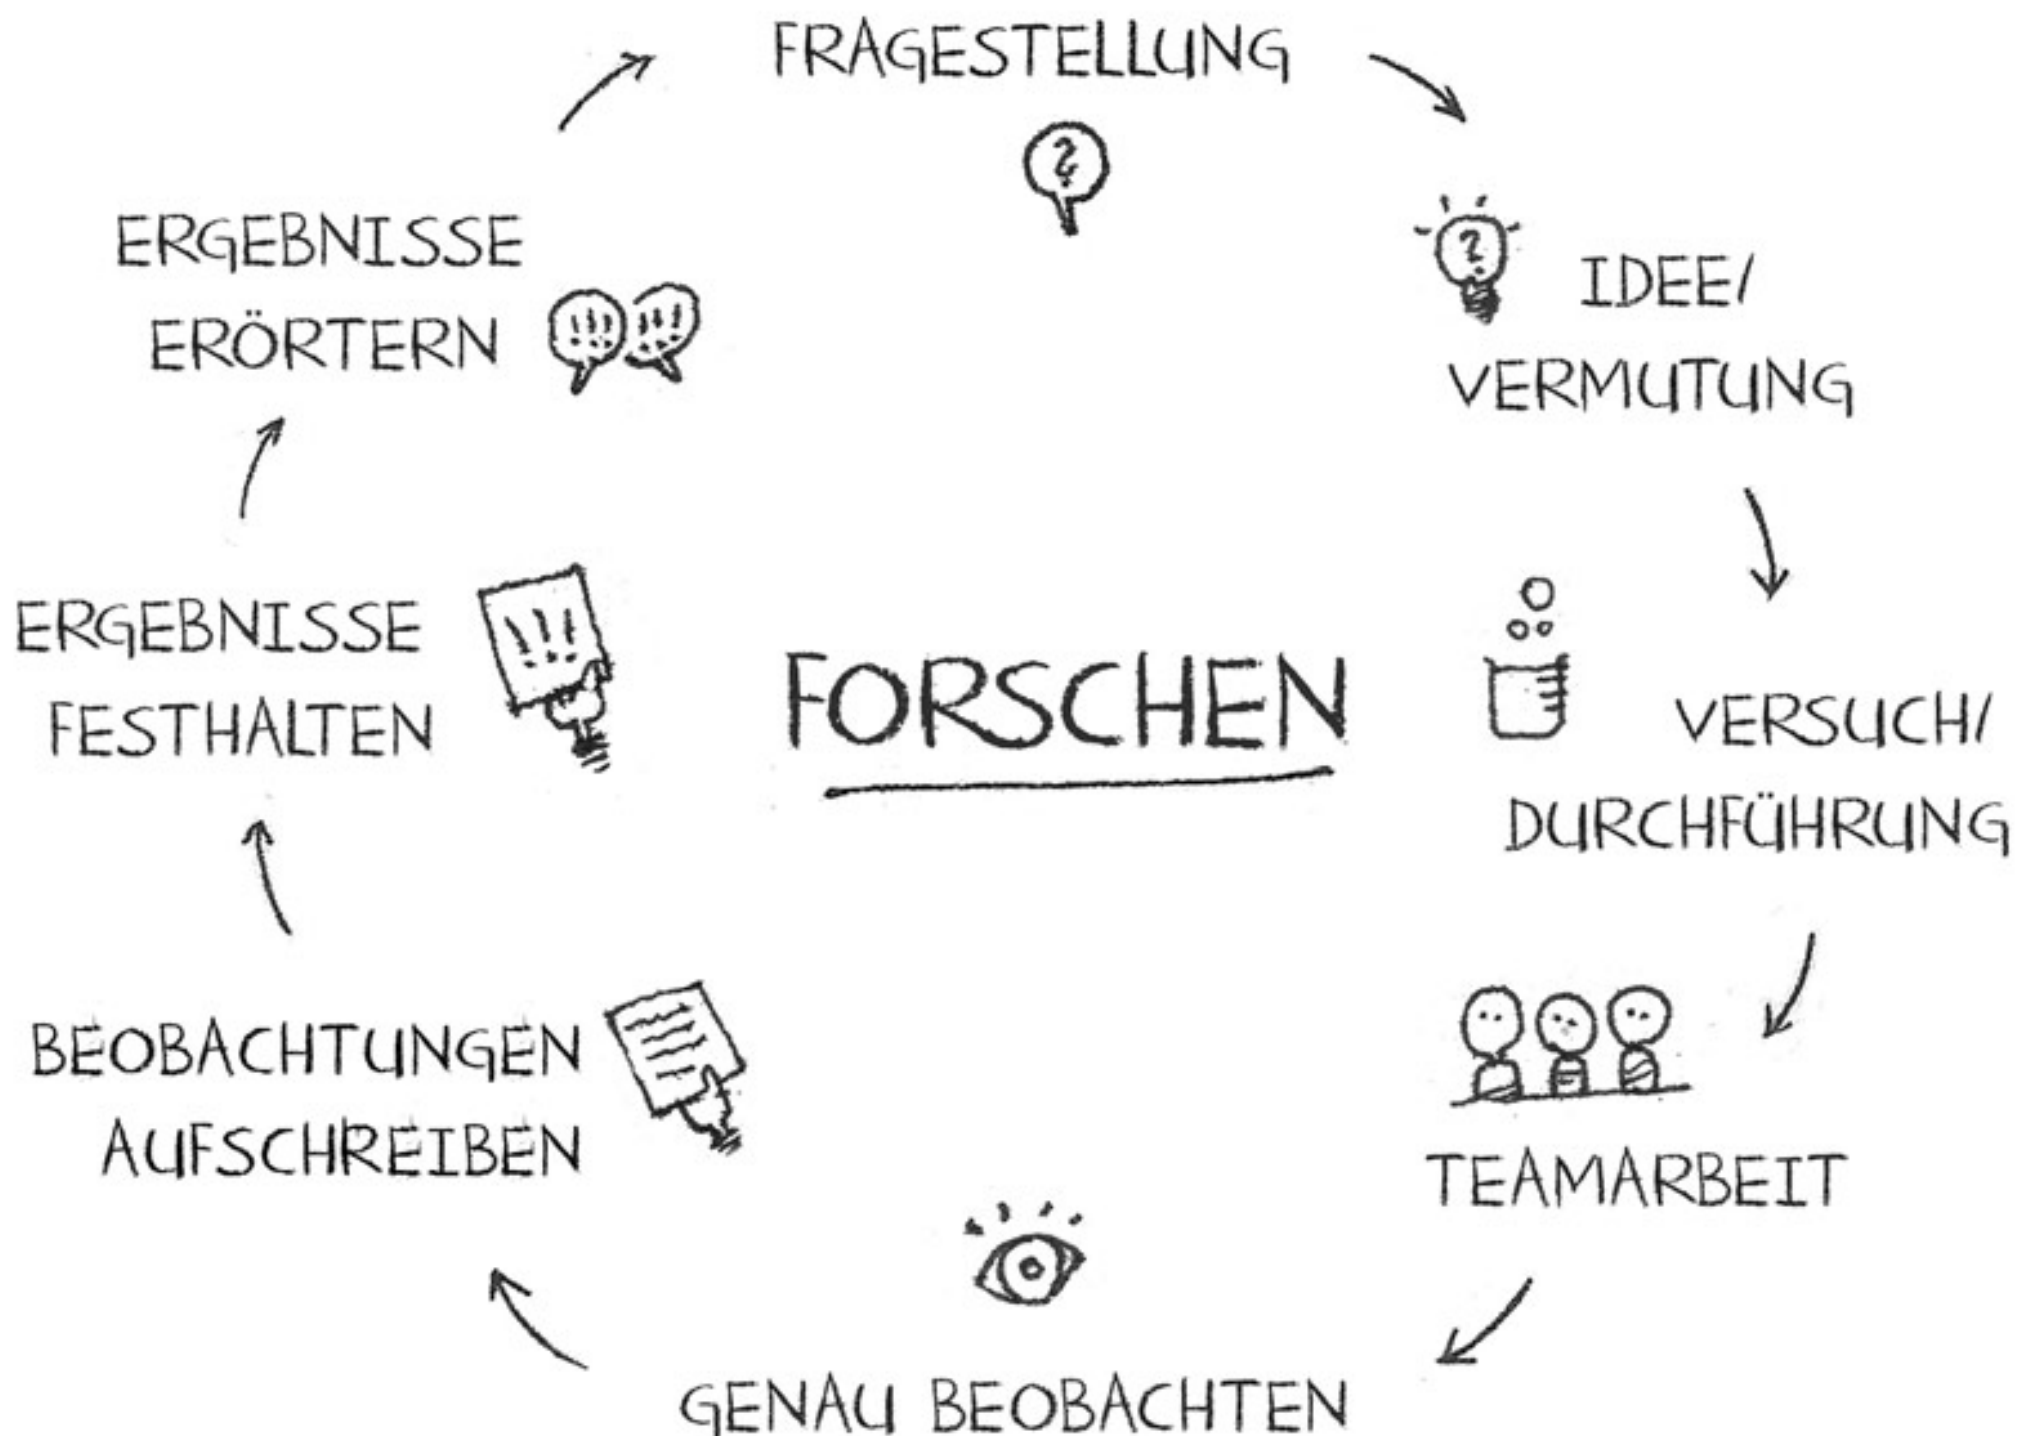 FRAGESTELLUNG
IDEE/
VERMUTUNG
VERSUCH/
DURCHFÜHRUNG
TEAMARBEIT
GENAU BEOBACHTEN
BEOBACHTUNGEN
AUFSCHREIBEN
ERGEBNISSE
FESTHALTEN
ERGEBNISSE
ERÖRTERN
FORSCHEN